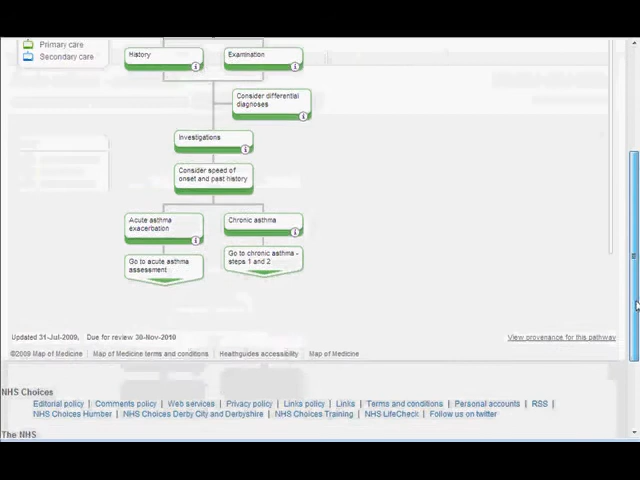 Primary care
Secondary care
History
Examination
Consider differential
diagnoses
Investigations
Consider speed of
onset and past history
Acute asthma
exacerbation
Chronic asthma
Go to acute asthma
assessment
Go to chronic asthma -
steps 1 and 2
Updated 31-Jul-2009, Due for review 30-Nov-2010
View provenance for this pathway
©2009 Map of Medicine | Map of Medicine terms and conditions | Healthguides accessibility | Map of Medicine
NHS Choices
Editorial policy | Comments policy | Web services | Privacy policy | Links policy | Links | Terms and conditions | Personal accounts | RSS |
NHS Choices Humber | NHS Choices Derby City and Derbyshire | NHS Choices Training | NHS LifeCheck | Follow us on twitter
The NHS